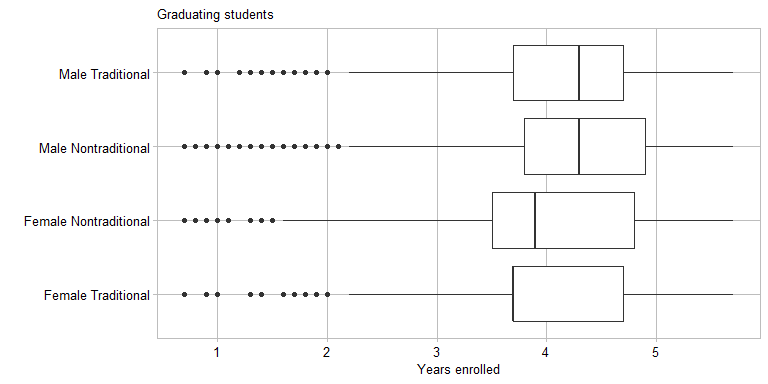 Graduating students
Male Traditional
Male Nontraditional
Female Nontraditional
Female Traditional
1 2 3 4 5
Years enrolled